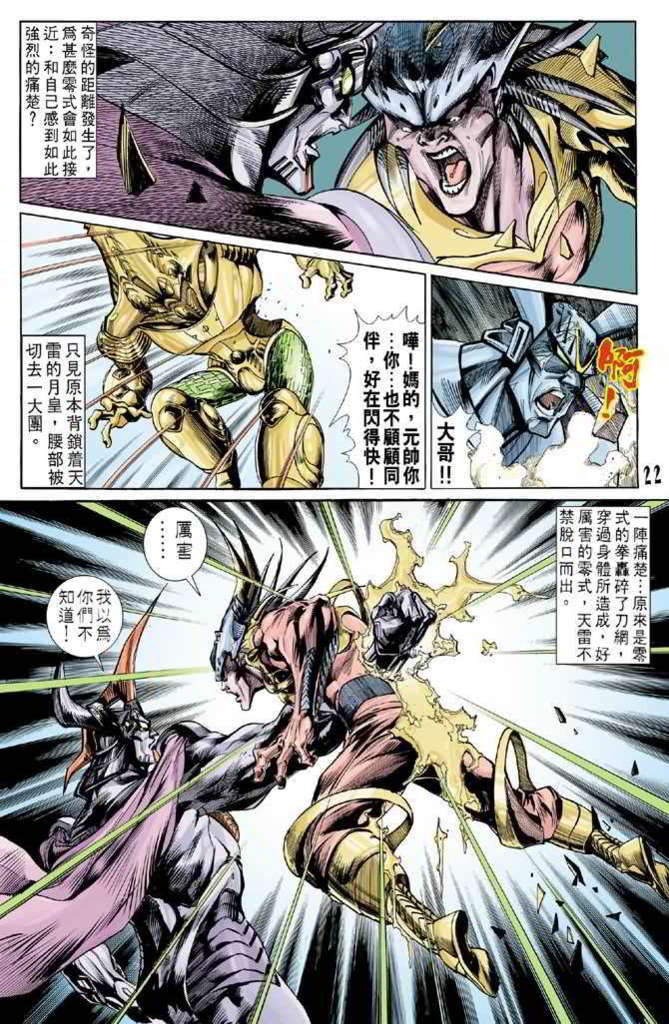 奇怪的距離發生了，
爲甚麼零式會如此接
近…和自己感到如此
強烈的痛楚？
嘩！媽的，元帥你
…你…也不顧顧同
伴，好在閃得快！
只見原本背鎖着天
雷的月皇，腰部被
切去一大團。
啊！
大哥!!
22
一陣痛楚…原來是零
式的拳轟碎了刀網，
穿過身體所造成，好
厲害的零式，天雷不
禁脫口而出。
厲害
……
我以爲
你們不
知道！